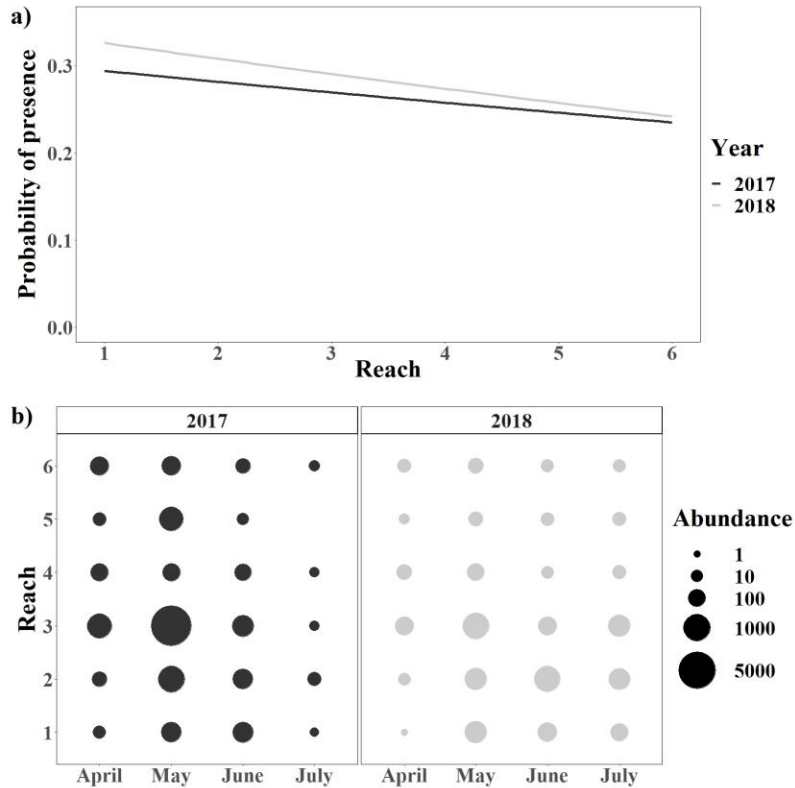 a)
Probability of presence
0.3
0.2
0.1
0.0
1 2 3 4 5 6
Reach
Year
2017
2018
b)
2017 2018
Reach
6
5
4
3
2
1
April May June July April May June July
Abundance
1
10
100
1000
5000